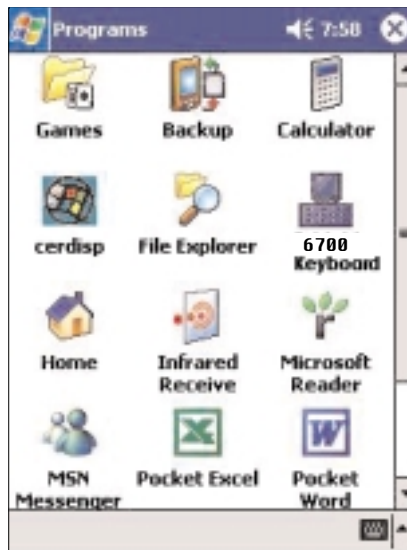 Programs 7:58
Games Backup Calculator
cerdisp File Explorer 6700
Keyboard
Home Infrared Microsoft
Receive Reader
MSN Pocket Excel Pocket
Messenger Word